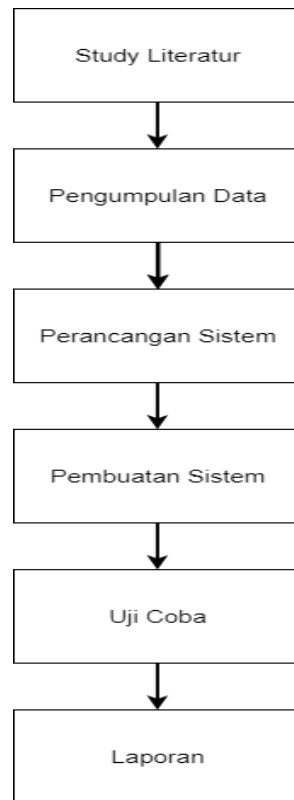 Study Literatur
Pengumpulan Data
Perancangan Sistem
Pembuatan Sistem
Uji Coba
Laporan